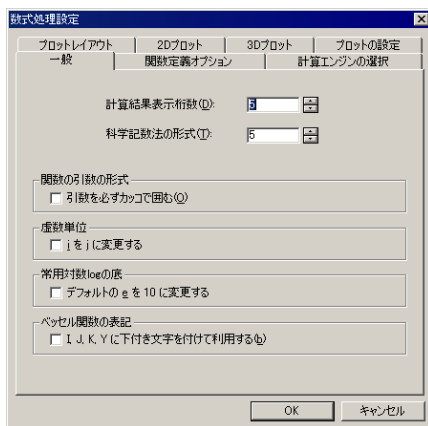 数式処理設定
プロットレイアウト 2Dプロット 3Dプロット プロットの設定
一般 関数定義オプション 計算エンジンの選択
計算結果表示桁数(D): 5
科学記数法の形式(T): 5
関数の引数の形式
引数を必ずカッコで囲む(O)
虚数単位
i をjに変更する
常用対数logの底
デフォルトの e を 10 に変更する
ベッセル関数の表記
I, J, K, Y に下付き文字を付けて利用する(b)
OK キャンセル